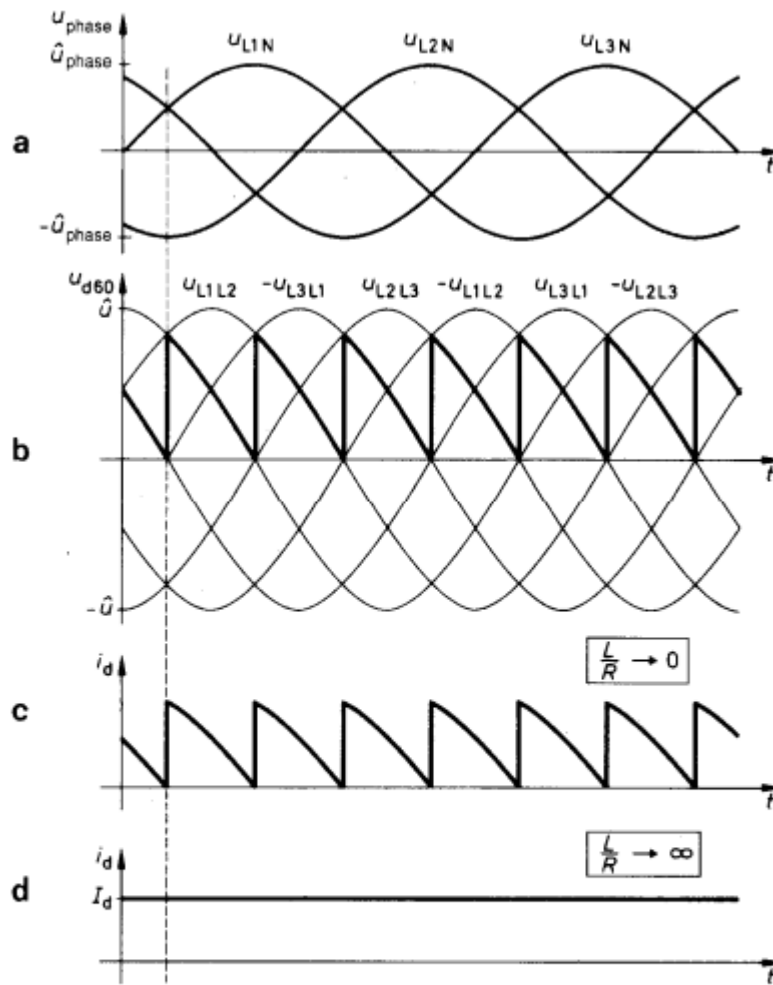 u_phase
û_phase
u_L1N u_L2N u_L3N
a
t
-û_phase
u_d60
û
u_L1L2 -u_L3L1 u_L2L3 -u_L1L2 u_L3L1 -u_L2L3
b
t
-û
i_d
L/R → 0
c
t
i_d
L/R → ∞
d
I_d
t